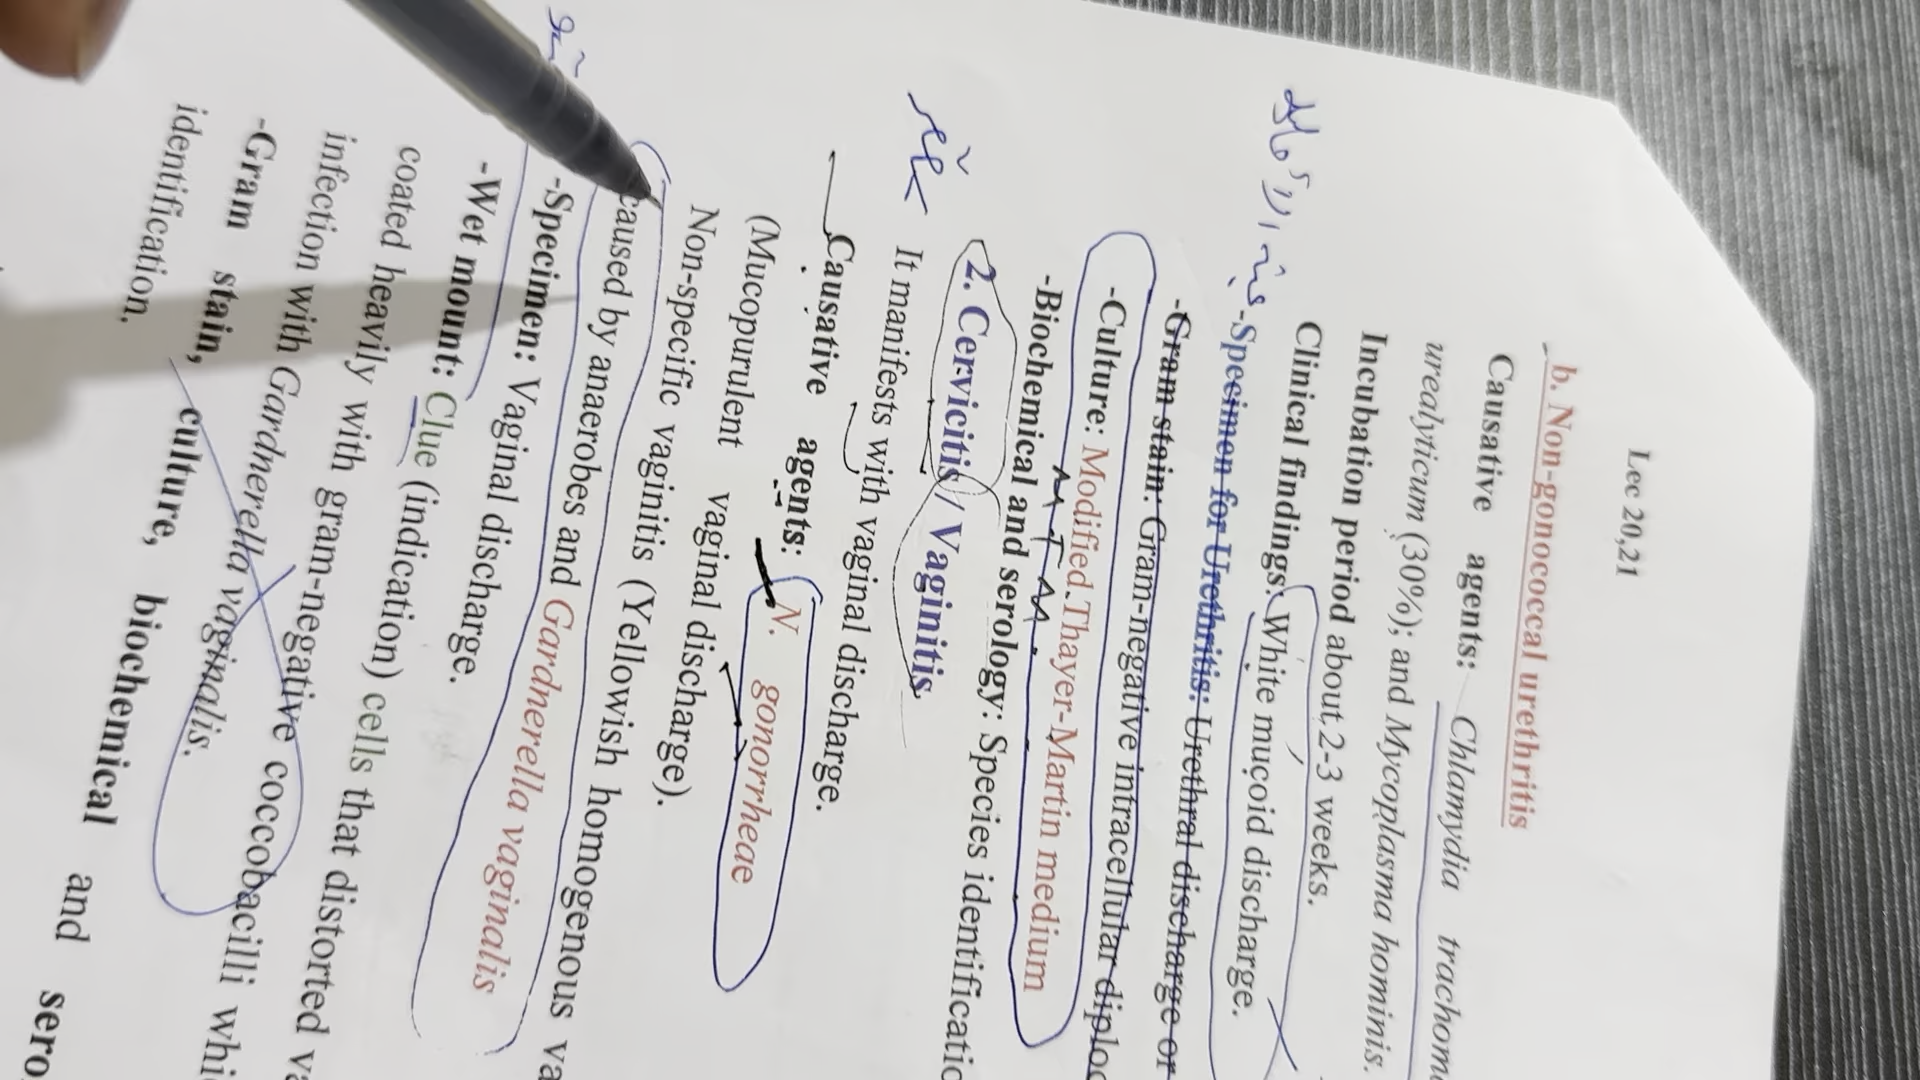 Lec 20,21
b. Non-gonococcal urethritis
Causative agents: Chlamydia trachom
urealyticum (30%); and Mycoplasma hominis.
Incubation period about 2-3 weeks.
Clinical findings: White mucoid discharge.
-Specimen for Urethritis: Urethral discharge or
-Gram stain: Gram-negative intracellular diploc
-Culture: Modified Thayer-Martin medium
M T M
-Biochemical and serology: Species identificatio
2. Cervicitis/ Vaginitis
It manifests with vaginal discharge.
Causative agents: N. gonorrheae
(Mucopurulent vaginal discharge).
Non-specific vaginitis (Yellowish homogenous va
caused by anaerobes and Gardnerella vaginalis
-Specimen: Vaginal discharge.
-Wet mount: Clue (indication) cells that distorted va
coated heavily with gram-negative coccobacilli whi
infection with Gardnerella vaginalis.
-Gram stain, culture, biochemical and sero
identification.